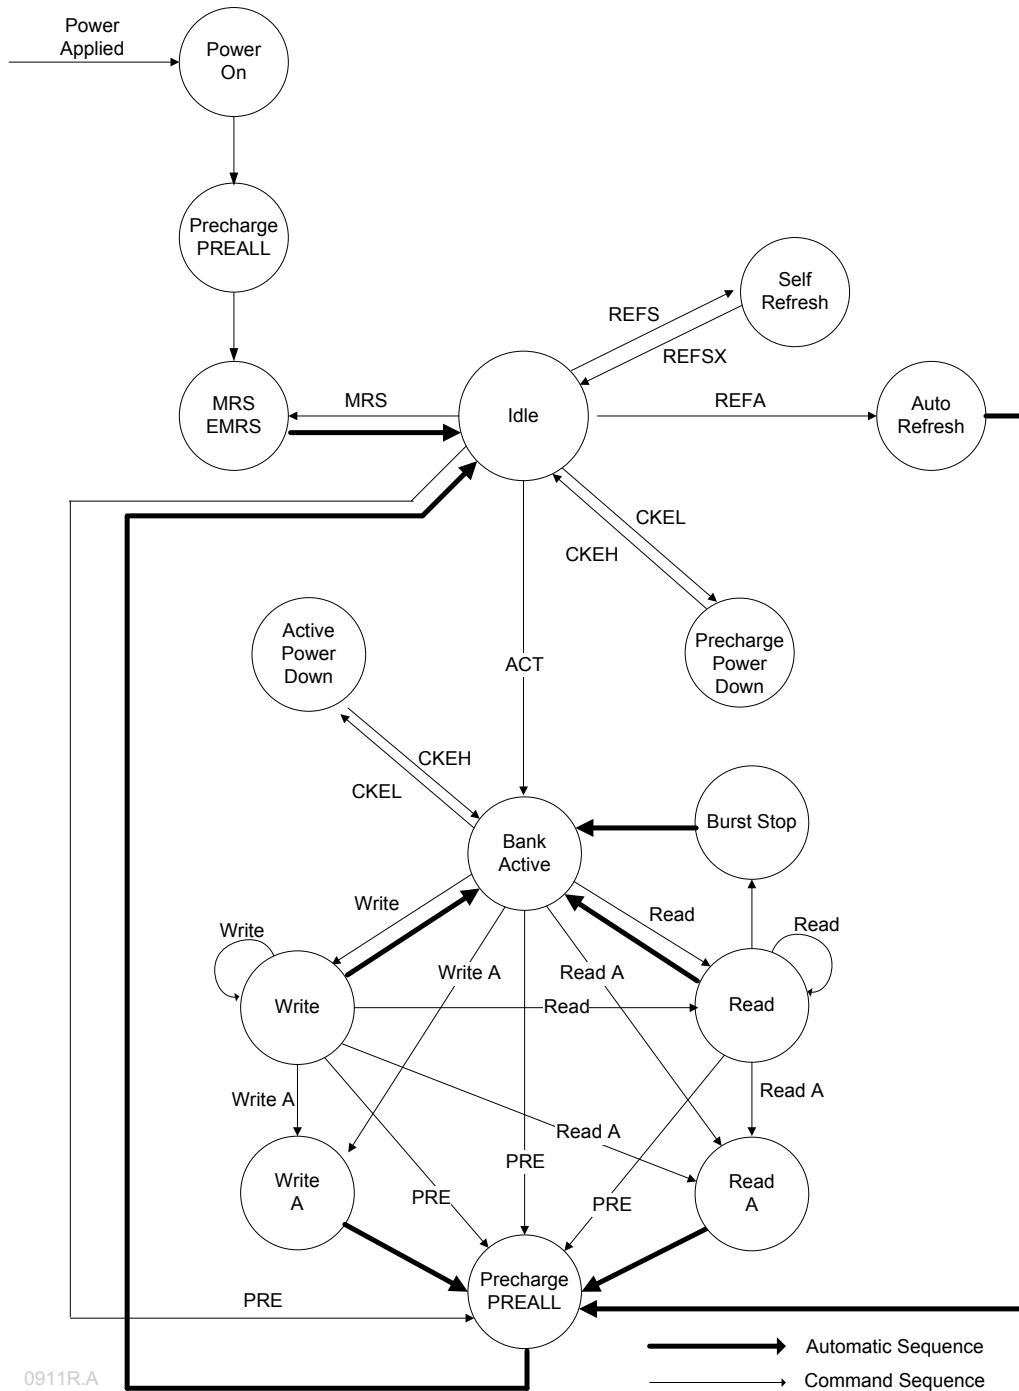 Power
Applied
Power
On
Precharge
PREALL
Self
Refresh
REFS
REFSX
MRS
EMRS
MRS
Idle
REFA
Auto
Refresh
CKEL
CKEH
Active
Power
Down
ACT
Precharge
Power
Down
CKEH
CKEL
Burst Stop
Bank
Active
Write
Read
Write
Read
Write A
Read A
Write
Read
Read
Write A
Read A
Read A
Write
A
PRE
PRE
PRE
Read
A
Precharge
PREALL
PRE
Automatic Sequence
Command Sequence
0911R.A